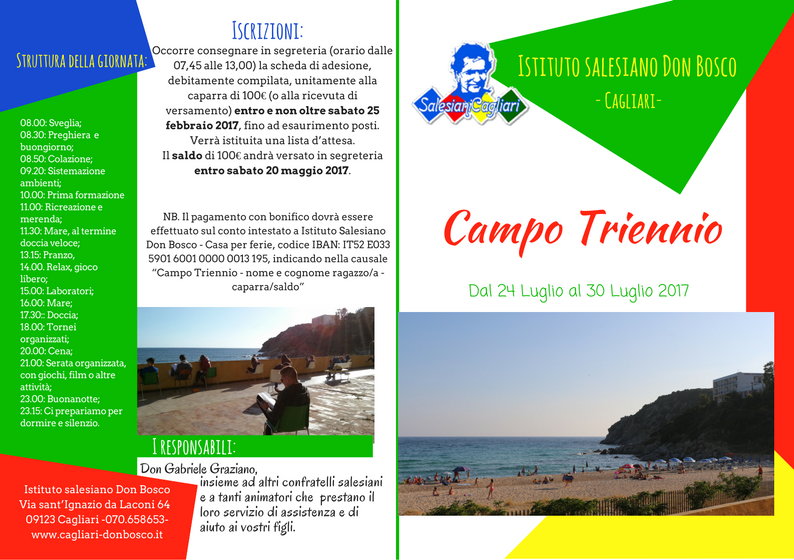 Struttura della giornata:
08.00: Sveglia;
08.30: Preghiera e
buongiorno;
08.50: Colazione;
09.20: Sistemazione
ambienti;
10.00: Prima formazione
11.00: Ricreazione e
merenda;
11.30: Mare, al termine
doccia veloce;
13.15: Pranzo,
14.00. Relax, gioco
libero;
15.00: Laboratori;
16.00: Mare;
17.30:: Doccia;
18.00: Tornei
organizzati;
20.00: Cena;
21.00: Serata organizzata,
con giochi, film o altre
attività;
23.00: Buonanotte;
23.15: Ci prepariamo per
dormire e silenzio.
Istituto salesiano Don Bosco
Via sant'Ignazio da Laconi 64
09123 Cagliari -070.658653-
www.cagliari-donbosco.it
Iscrizioni:
Occorre consegnare in segreteria (orario dalle
07,45 alle 13,00) la scheda di adesione,
debitamente compilata, unitamente alla
caparra di 100€ (o alla ricevuta di
versamento) entro e non oltre sabato 25
febbraio 2017, fino ad esaurimento posti.
Verrà istituita una lista d'attesa.
Il saldo di 100€ andrà versato in segreteria
entro sabato 20 maggio 2017.
NB. Il pagamento con bonifico dovrà essere
effettuato sul conto intestato a Istituto Salesiano
Don Bosco - Casa per ferie, codice IBAN: IT52 E033
5901 6001 0000 0013 195, indicando nella causale
"Campo Triennio - nome e cognome ragazzo/a -
caparra/saldo"
I responsabili:
Don Gabriele Graziano,
insieme ad altri confratelli salesiani
e a tanti animatori che prestano il
loro servizio di assistenza e di
aiuto ai vostri figli.
SalesianiCagliari
Istituto salesiano Don Bosco
- Cagliari-
Campo Triennio
Dal 24 Luglio al 30 Luglio 2017